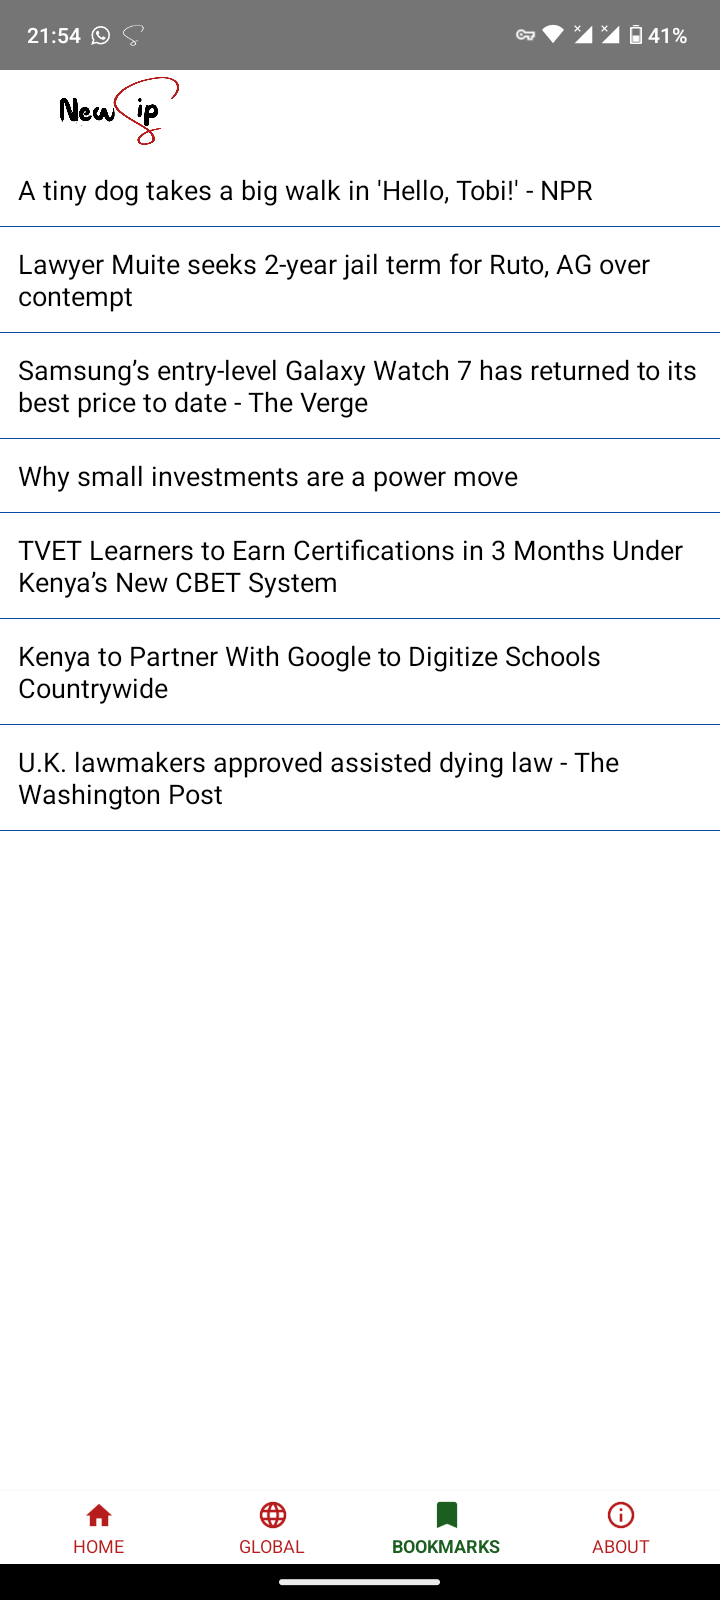 21:54 41%
NewSip
A tiny dog takes a big walk in 'Hello, Tobi!' - NPR
Lawyer Muite seeks 2-year jail term for Ruto, AG over
contempt
Samsung’s entry-level Galaxy Watch 7 has returned to its
best price to date - The Verge
Why small investments are a power move
TVET Learners to Earn Certifications in 3 Months Under
Kenya’s New CBET System
Kenya to Partner With Google to Digitize Schools
Countrywide
U.K. lawmakers approved assisted dying law - The
Washington Post
HOME GLOBAL BOOKMARKS ABOUT